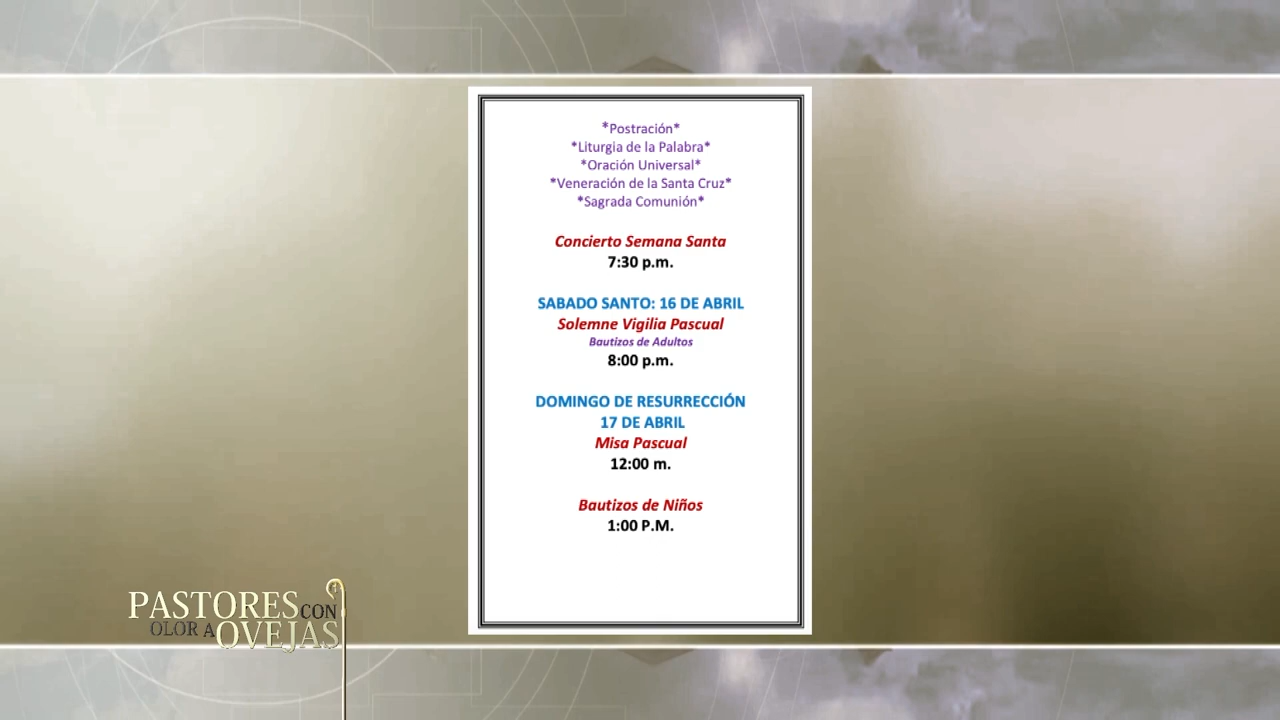 *Postración*
*Liturgia de la Palabra*
*Oración Universal*
*Veneración de la Santa Cruz*
*Sagrada Comunión*
Concierto Semana Santa
7:30 p.m.
SABADO SANTO: 16 DE ABRIL
Solemne Vigilia Pascual
Bautizos de Adultos
8:00 p.m.
DOMINGO DE RESURRECCIÓN
17 DE ABRIL
Misa Pascual
12:00 m.
Bautizos de Niños
1:00 P.M.
PASTORES CON
OLOR A OVEJAS